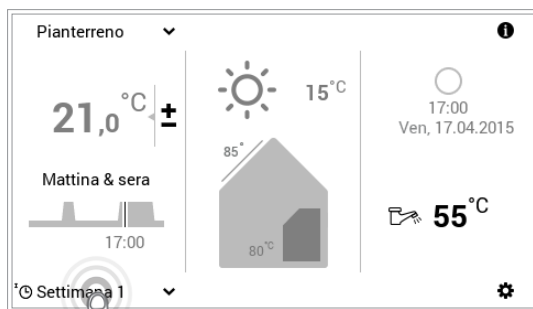 Pianterreno
21,0 °C ±
Mattina & sera
17:00
Settimana 1
15 °C
85°
80 °C
17:00
Ven, 17.04.2015
55 °C